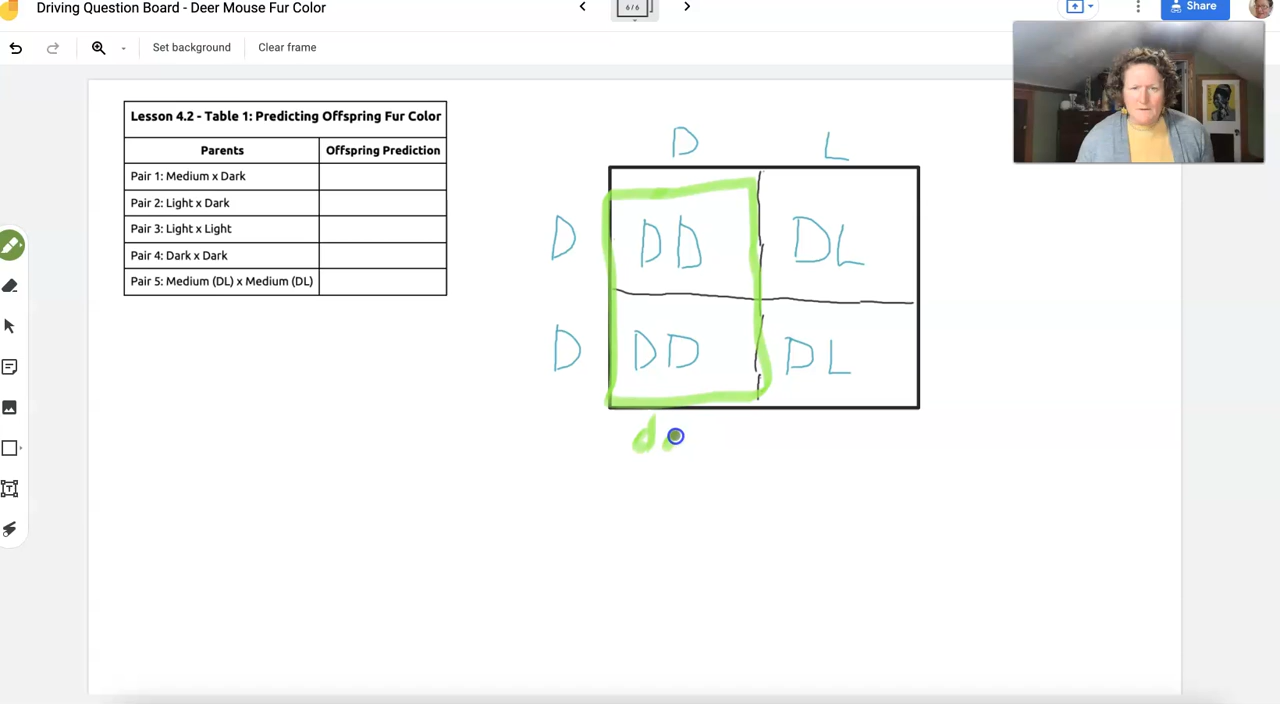 Driving Question Board - Deer Mouse Fur Color
6/6
Share
Set background
Clear frame
Lesson 4.2 - Table 1: Predicting Offspring Fur Color
Parents
Offspring Prediction
Pair 1: Medium x Dark
Pair 2: Light x Dark
Pair 3: Light x Light
Pair 4: Dark x Dark
Pair 5: Medium (DL) x Medium (DL)
D L
D DD DL
D DD DL
d